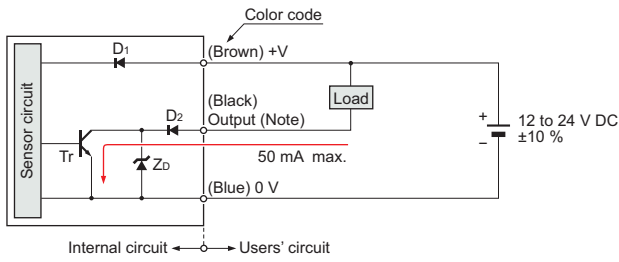 Color code
D1
(Brown) +V
Sensor circuit
(Black)
Output (Note)
D2
Load
Tr
ZD
50 mA max.
+
−
12 to 24 V DC
±10 %
(Blue) 0 V
Internal circuit
Users' circuit